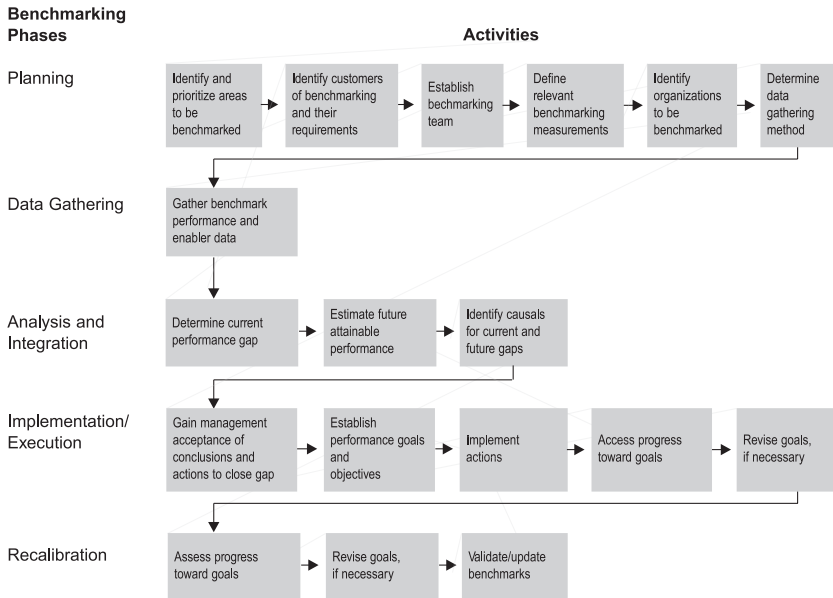 Benchmarking
Phases
Activities
Planning
Identify and
prioritize areas
to be
benchmarked
Identify customers
of benchmarking
and their
requirements
Establish
bechmarking
team
Define
relevant
benchmarking
measurements
Identify
organizations
to be
benchmarked
Determine
data
gathering
method
Data Gathering
Gather benchmark
performance and
enabler data
Analysis and
Integration
Determine current
performance gap
Estimate future
attainable
performance
Identify causals
for current and
future gaps
Implementation/
Execution
Gain management
acceptance of
conclusions and
actions to close gap
Establish
performance goals
and
objectives
Implement
actions
Access progress
toward goals
Revise goals,
if necessary
Recalibration
Assess progress
toward goals
Revise goals,
if necessary
Validate/update
benchmarks